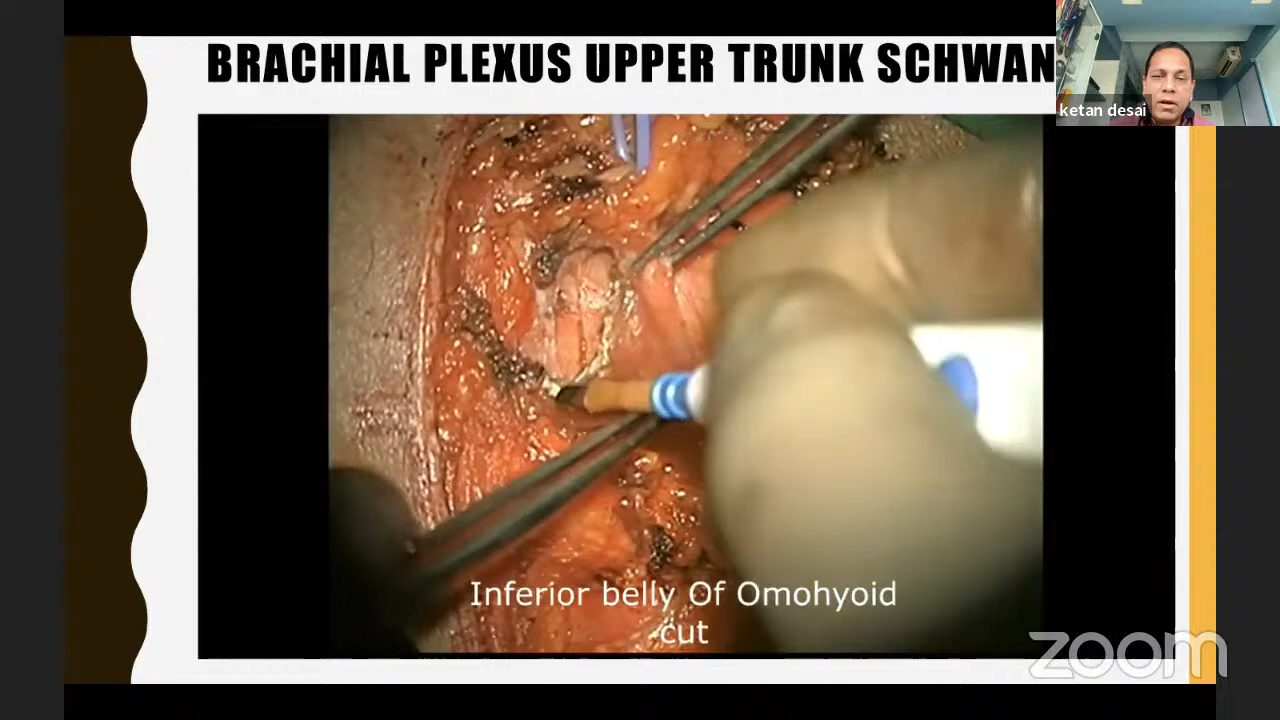 BRACHIAL PLEXUS UPPER TRUNK SCHWAN
ketan desai
Inferior belly Of Omohyoid
cut
zoom